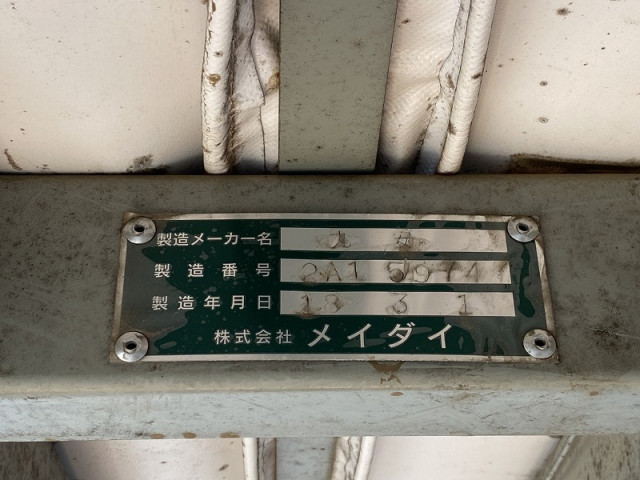 製造メーカー名
製造番号
製造年月日 18 3 1
株式会社 メイダイ